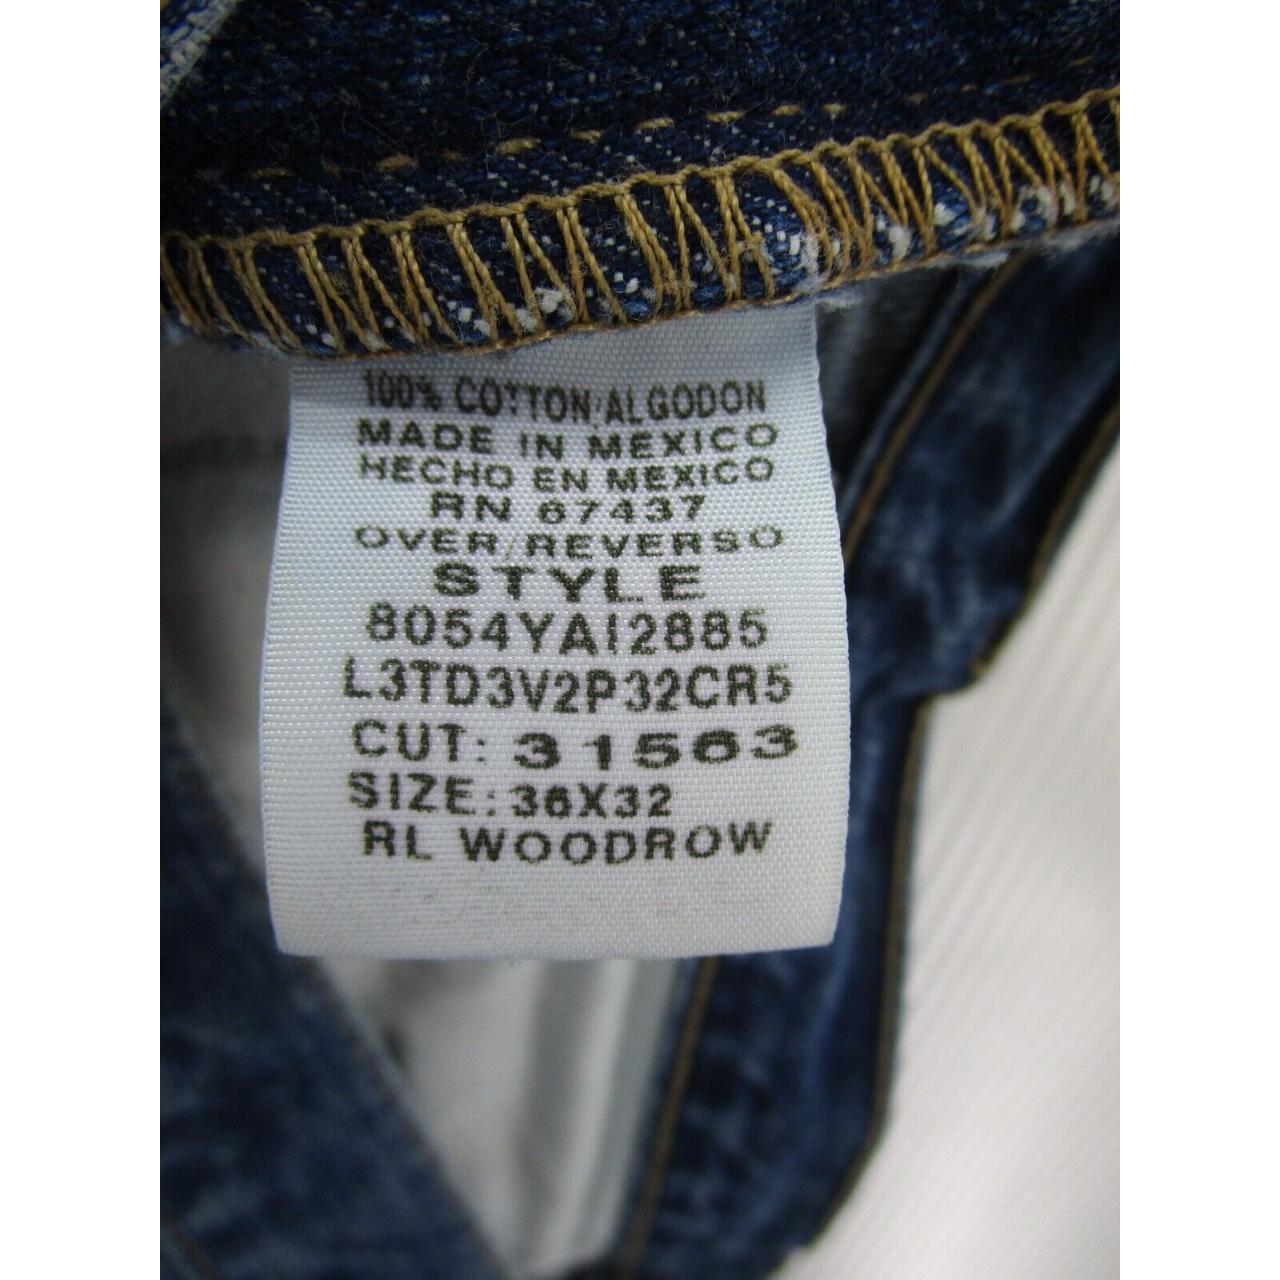 100% COTTON/ALGODON
MADE IN MEXICO
HECHO EN MEXICO
RN 67437
OVER/REVERSO
STYLE
8054YAI2885
L3TD3V2P32CR5
CUT: 31563
SIZE: 36X32
RL WOODROW